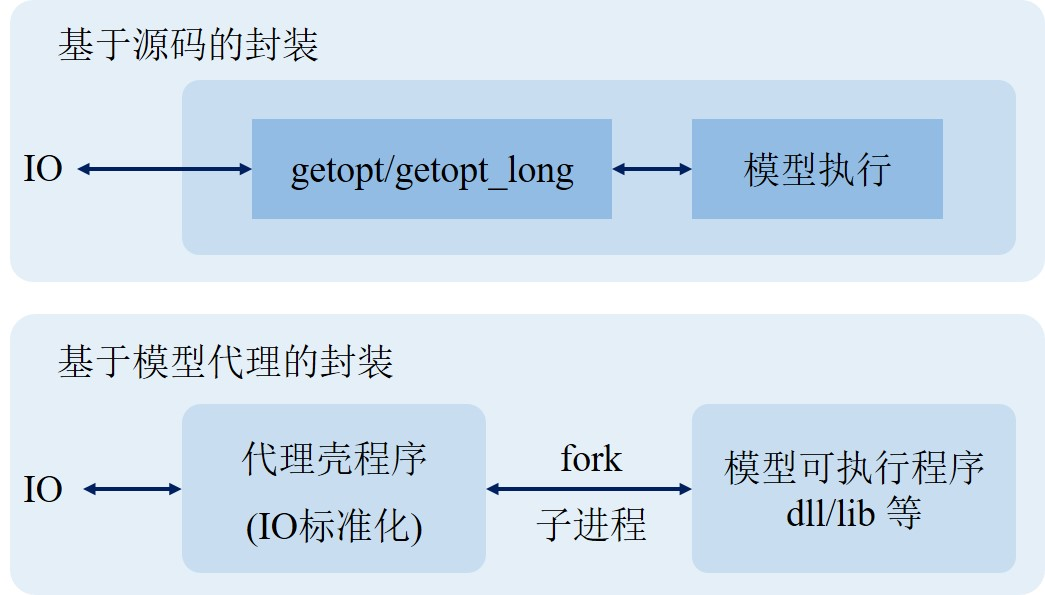 基于源码的封装
IO
getopt/getopt_long
模型执行
基于模型代理的封装
IO
代理壳程序
(IO标准化)
fork
子进程
模型可执行程序
dll/lib 等